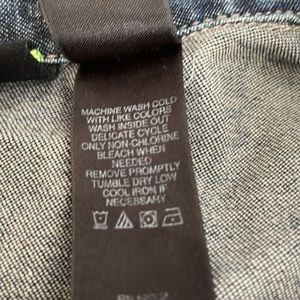 MACHINE WASH COLD
WITH LIKE COLORS
WASH INSIDE OUT
DELICATE CYCLE
ONLY NON-CHLORINE
BLEACH WHEN
NEEDED
REMOVE PROMPTLY
TUMBLE DRY LOW
COOL IRON IF
NECESSARY